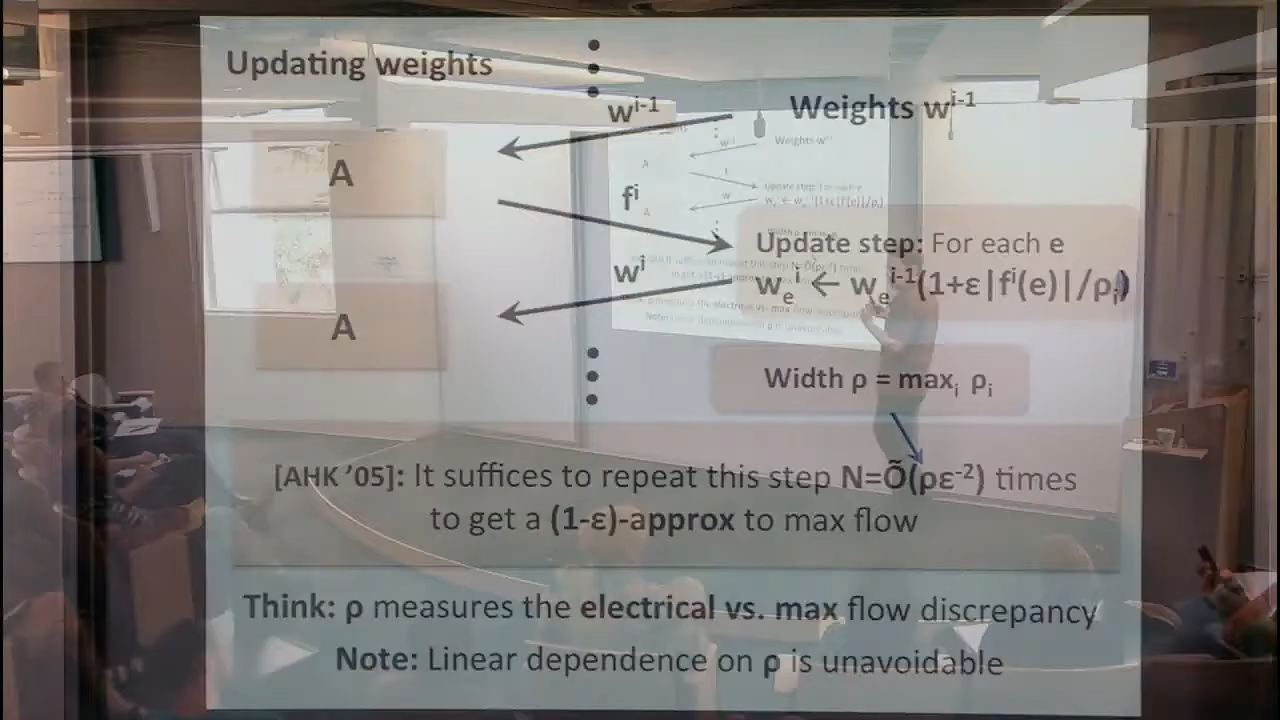 Updating weights
w^i-1
Weights w^i-1
A
f^i
Update step: For each e
w^i
w_e^i ← w_e^i-1(1+ε|f^i(e)|/ρ_i)
A
Width ρ = max_i ρ_i
[AHK ’05]: It suffices to repeat this step N=Õ(ρε^-2) times
to get a (1-ε)-approx to max flow
Think: ρ measures the electrical vs. max flow discrepancy
Note: Linear dependence on ρ is unavoidable